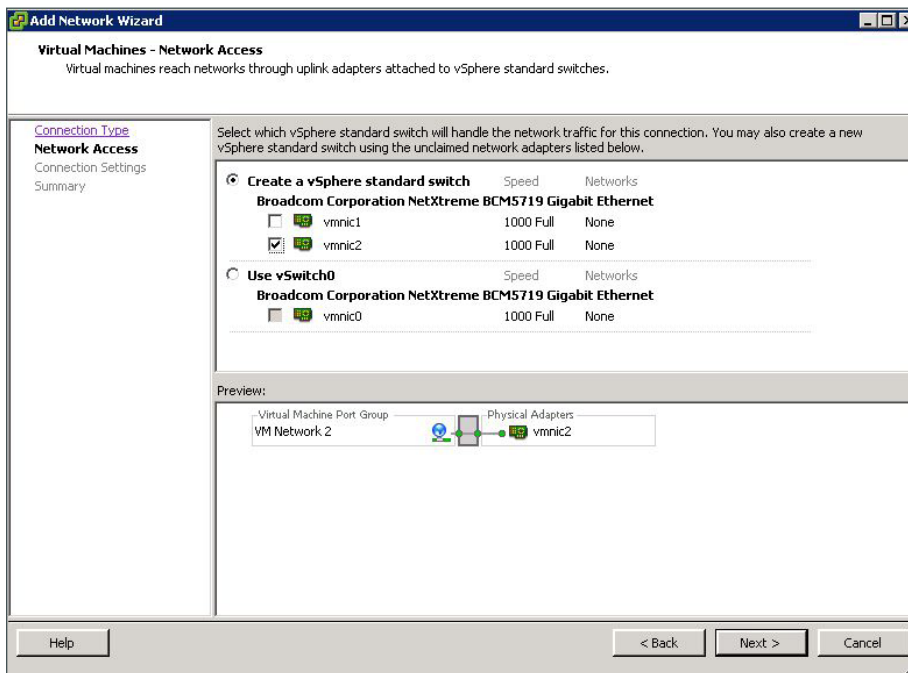 Add Network Wizard
Virtual Machines - Network Access
Virtual machines reach networks through uplink adapters attached to vSphere standard switches.
Connection Type
Network Access
Connection Settings
Summary
Select which vSphere standard switch will handle the network traffic for this connection. You may also create a new
vSphere standard switch using the unclaimed network adapters listed below.
Create a vSphere standard switch Speed Networks
Broadcom Corporation NetXtreme BCM5719 Gigabit Ethernet
vmnic1 1000 Full None
vmnic2 1000 Full None
Use vSwitch0 Speed Networks
Broadcom Corporation NetXtreme BCM5719 Gigabit Ethernet
vmnic0 1000 Full None
Preview:
Virtual Machine Port Group Physical Adapters
VM Network 2 vmnic2
Help < Back Next > Cancel